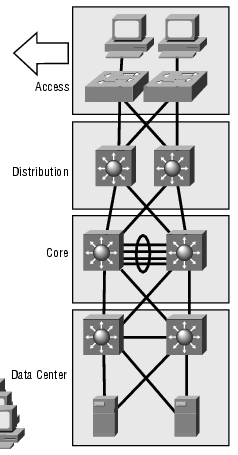 Access
Distribution
Core
Data Center